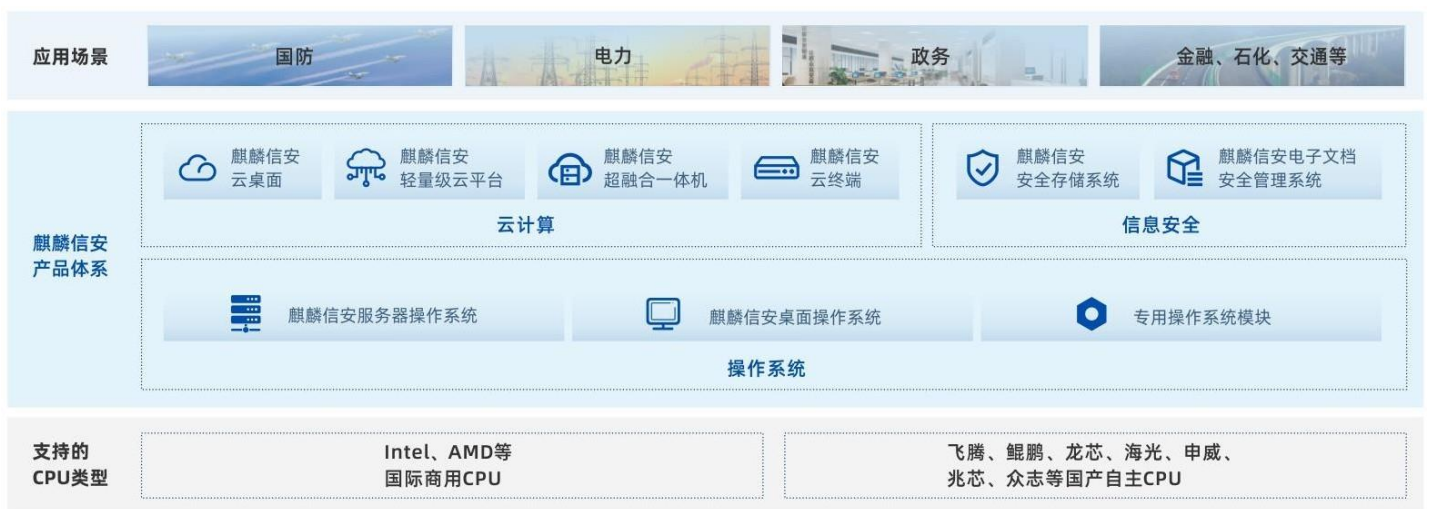 应用场景
国防
电力
政务
金融、石化、交通等
麒麟信安
产品体系
麒麟信安
云桌面
麒麟信安
轻量级云平台
麒麟信安
超融合一体机
麒麟信安
云终端
云计算
麒麟信安
安全存储系统
麒麟信安电子文档
安全管理系统
信息安全
麒麟信安服务器操作系统
麒麟信安桌面操作系统
专用操作系统模块
操作系统
支持的
CPU类型
Intel、AMD等
国际商用CPU
飞腾、鲲鹏、龙芯、海光、申威、
兆芯、众志等国产自主CPU